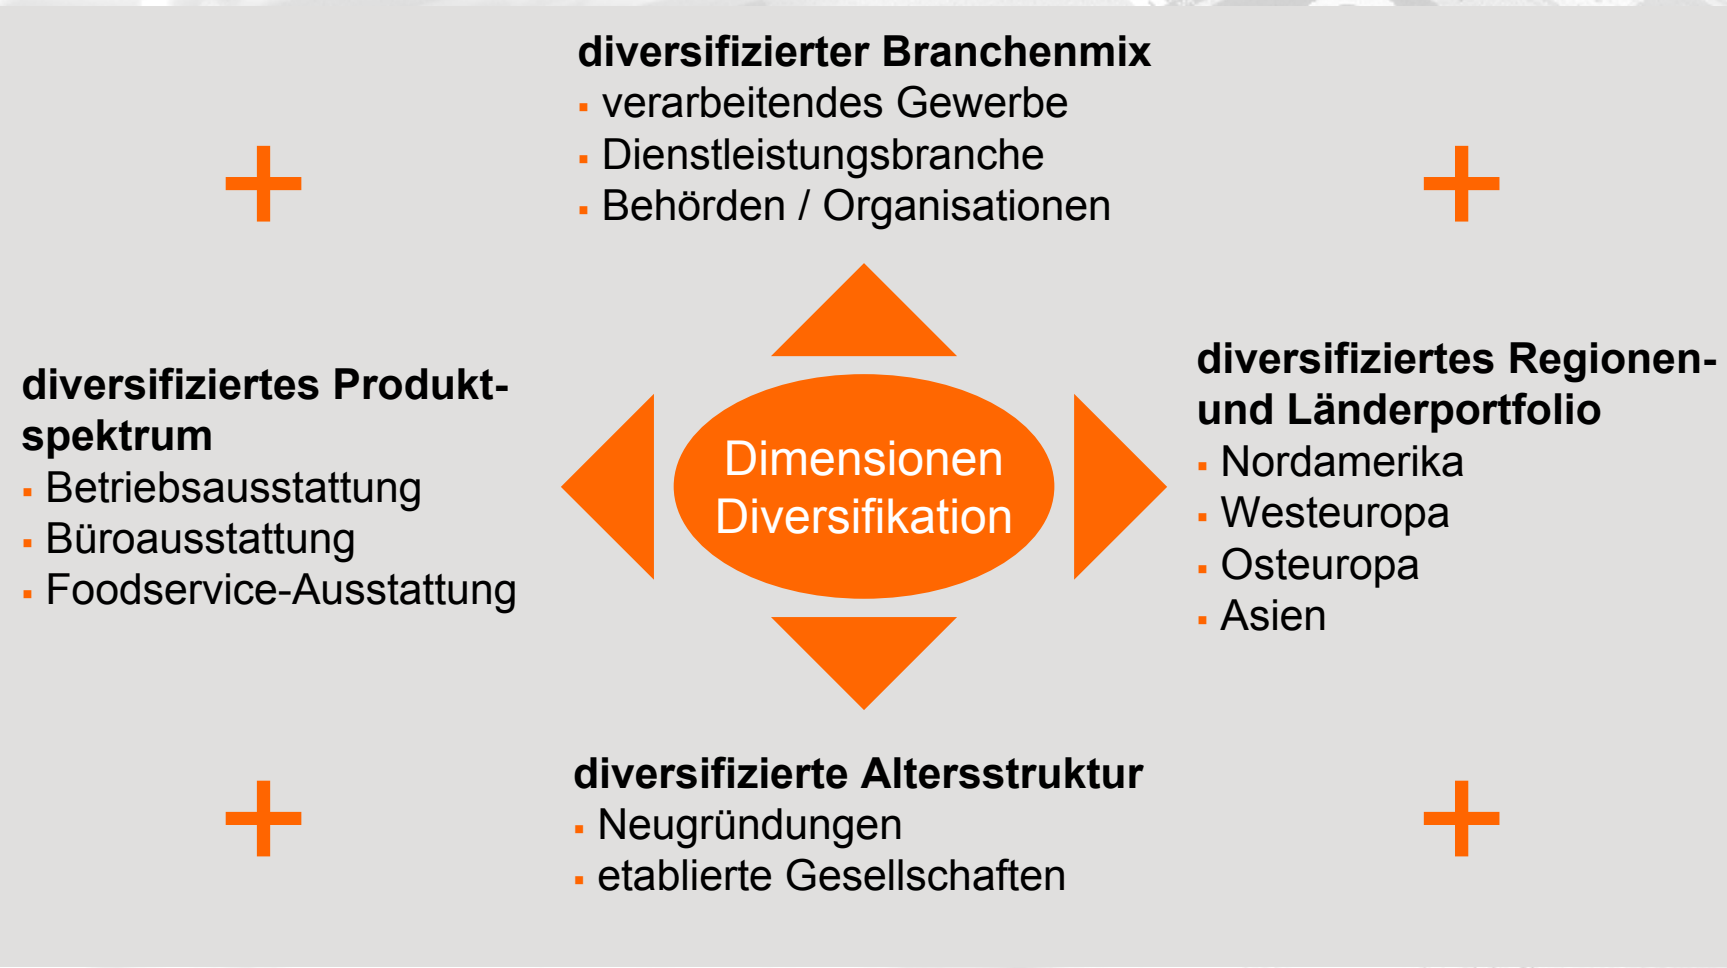 diversifizierter Branchenmix
▪ verarbeitendes Gewerbe
▪ Dienstleistungsbranche
▪ Behörden / Organisationen
+
+
diversifiziertes Produkt-
spektrum
▪ Betriebsausstattung
▪ Büroausstattung
▪ Foodservice-Ausstattung
Dimensionen
Diversifikation
diversifiziertes Regionen-
und Länderportfolio
▪ Nordamerika
▪ Westeuropa
▪ Osteuropa
▪ Asien
diversifizierte Altersstruktur
▪ Neugründungen
▪ etablierte Gesellschaften
+
+